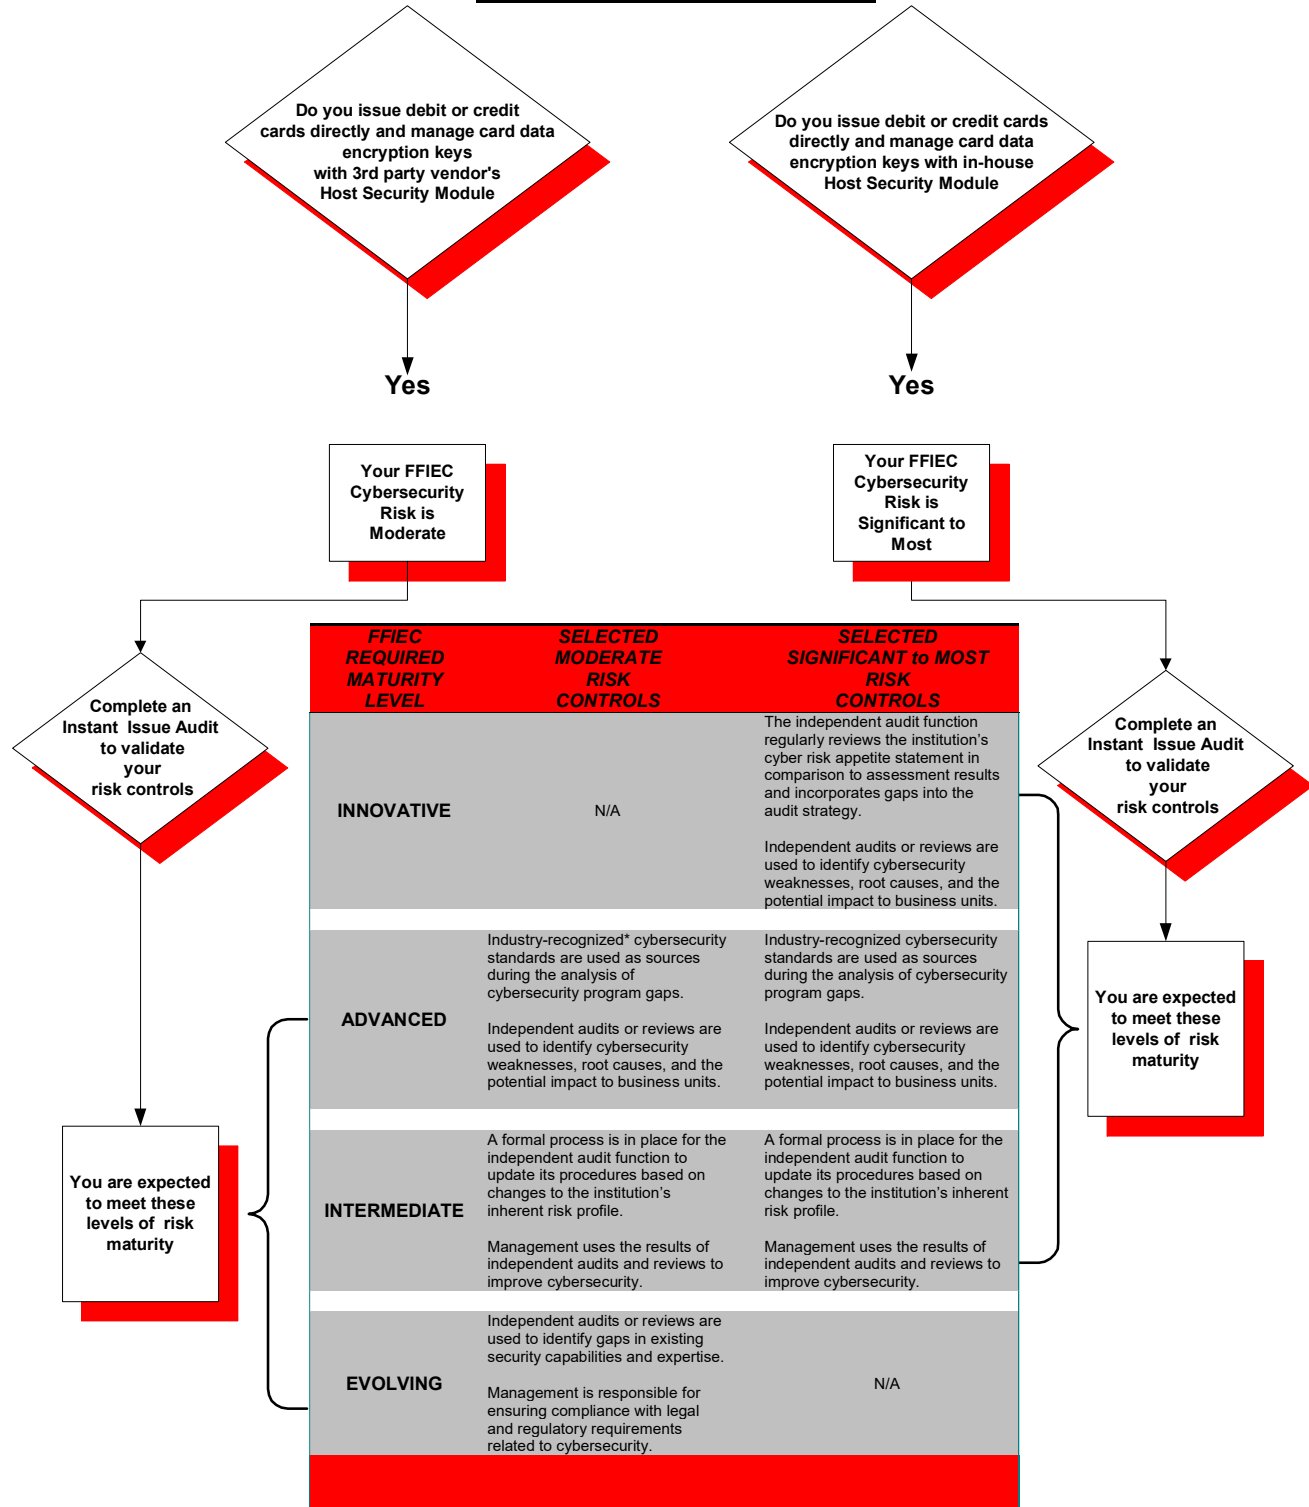 Do you issue debit or credit
cards directly and manage card data
encryption keys
with 3rd party vendor's
Host Security Module
Do you issue debit or credit cards
directly and manage card data
encryption keys with in-house
Host Security Module
Yes
Yes
Your FFIEC
Cybersecurity
Risk is
Moderate
Your FFIEC
Cybersecurity
Risk is
Significant to
Most
Complete an
Instant Issue Audit
to validate
your
risk controls
Complete an
Instant Issue Audit
to validate
your
risk controls
FFIEC
REQUIRED
MATURITY
LEVEL
SELECTED
MODERATE
RISK
CONTROLS
SELECTED
SIGNIFICANT to MOST
RISK
CONTROLS
INNOVATIVE
N/A
The independent audit function
regularly reviews the institution’s
cyber risk appetite statement in
comparison to assessment results
and incorporates gaps into the
audit strategy.
Independent audits or reviews are
used to identify cybersecurity
weaknesses, root causes, and the
potential impact to business units.
ADVANCED
Industry-recognized* cybersecurity
standards are used as sources
during the analysis of
cybersecurity program gaps.
Independent audits or reviews are
used to identify cybersecurity
weaknesses, root causes, and the
potential impact to business units.
Industry-recognized cybersecurity
standards are used as sources
during the analysis of cybersecurity
program gaps.
Independent audits or reviews are
used to identify cybersecurity
weaknesses, root causes, and the
potential impact to business units.
INTERMEDIATE
A formal process is in place for the
independent audit function to
update its procedures based on
changes to the institution’s
inherent risk profile.
Management uses the results of
independent audits and reviews to
improve cybersecurity.
A formal process is in place for the
independent audit function to
update its procedures based on
changes to the institution’s inherent
risk profile.
Management uses the results of
independent audits and reviews to
improve cybersecurity.
EVOLVING
Independent audits or reviews are
used to identify gaps in existing
security capabilities and expertise.
Management is responsible for
ensuring compliance with legal
and regulatory requirements
related to cybersecurity.
N/A
You are expected
to meet these
levels of risk
maturity
You are expected
to meet these
levels of risk
maturity